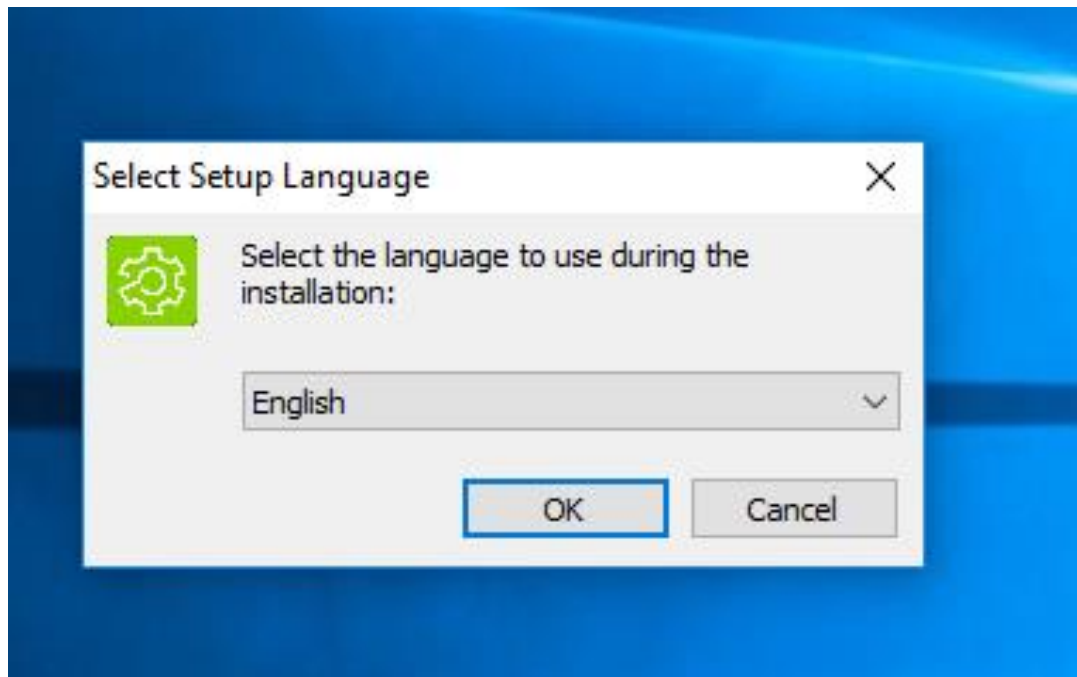 Select Setup Language
Select the language to use during the
installation:
English
OK
Cancel